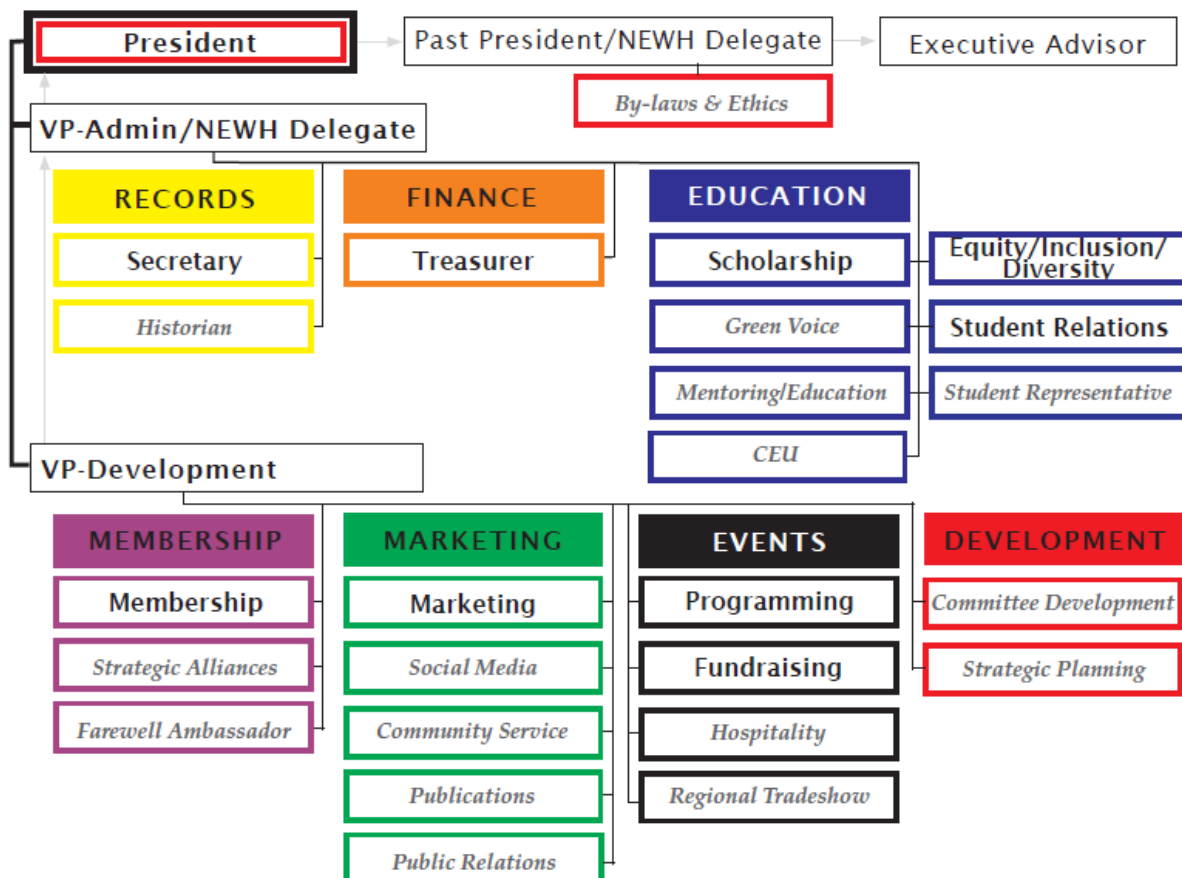 President
Past President/NEWH Delegate
Executive Advisor
By-laws & Ethics
VP-Admin/NEWH Delegate
RECORDS
Secretary
Historian
FINANCE
Treasurer
EDUCATION
Scholarship
Equity/Inclusion/
Diversity
Green Voice
Student Relations
Mentoring/Education
Student Representative
CEU
VP-Development
MEMBERSHIP
Membership
Strategic Alliances
Farewell Ambassador
MARKETING
Marketing
Social Media
Community Service
Publications
Public Relations
EVENTS
Programming
Fundraising
Hospitality
Regional Tradeshow
DEVELOPMENT
Committee Development
Strategic Planning